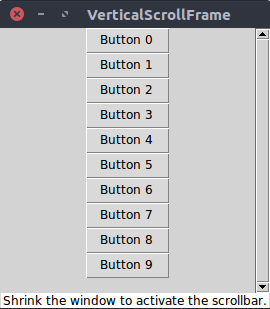 VerticalScrollFrame
Button 0
Button 1
Button 2
Button 3
Button 4
Button 5
Button 6
Button 7
Button 8
Button 9
Shrink the window to activate the scrollbar.